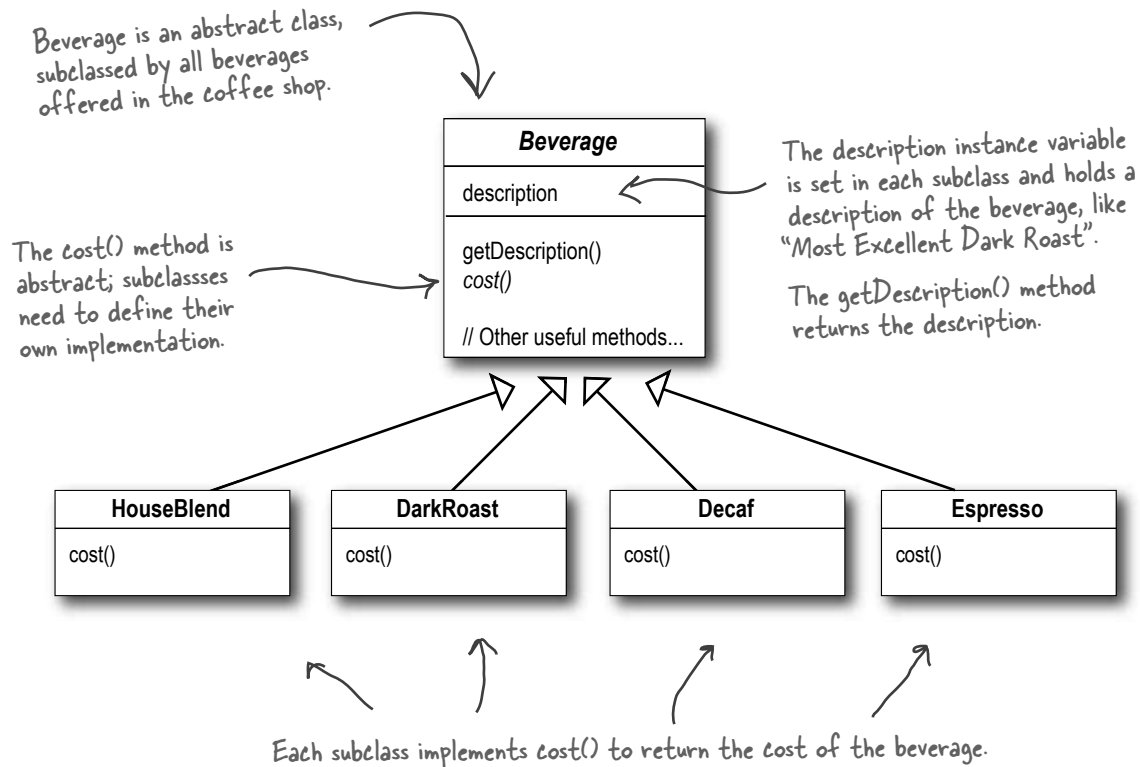 Beverage is an abstract class,
subclassed by all beverages
offered in the coffee shop.
Beverage
description
getDescription()
cost()
// Other useful methods...
The description instance variable
is set in each subclass and holds a
description of the beverage, like
“Most Excellent Dark Roast”.
The getDescription() method
returns the description.
The cost() method is
abstract; subclassses
need to define their
own implementation.
HouseBlend
cost()
DarkRoast
cost()
Decaf
cost()
Espresso
cost()
Each subclass implements cost() to return the cost of the beverage.